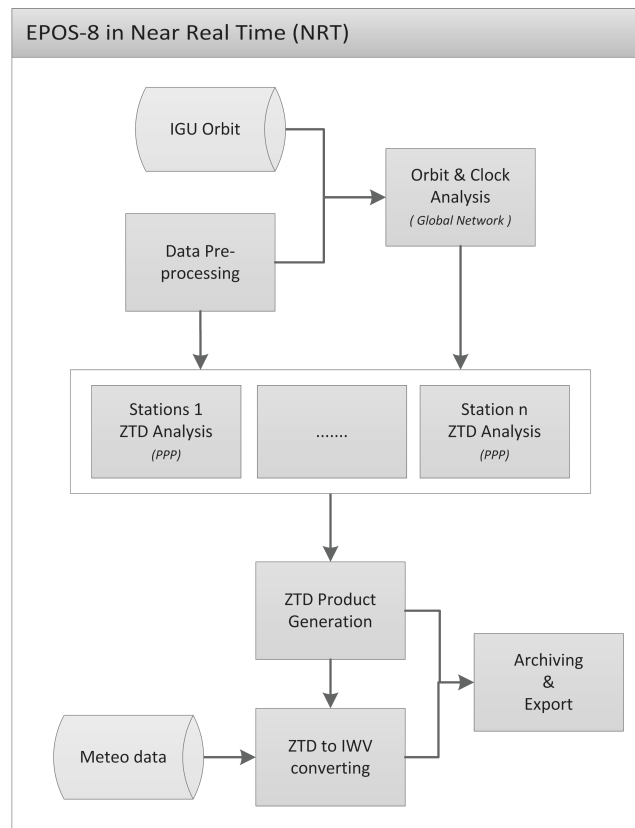 EPOS-8 in Near Real Time (NRT)
IGU Orbit
Orbit & Clock
Analysis
( Global Network )
Data Pre-
processing
Stations 1
ZTD Analysis
(PPP)
.......
Station n
ZTD Analysis
(PPP)
ZTD Product
Generation
Archiving
&
Export
Meteo data
ZTD to IWV
converting